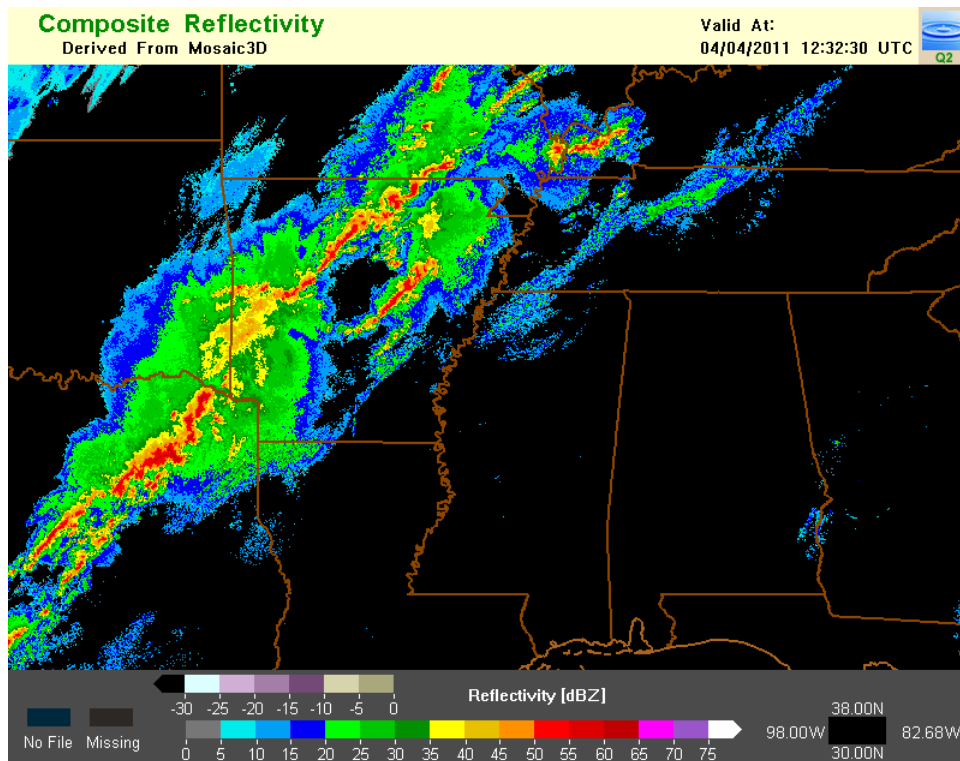 Composite Reflectivity
Derived From Mosaic3D
Valid At:
04/04/2011 12:32:30 UTC
Q2
-30 -25 -20 -15 -10 -5 0
Reflectivity [dBZ]
No File Missing
0 5 10 15 20 25 30 35 40 45 50 55 60 65 70 75
38.00N
98.00W 82.68W
30.00N